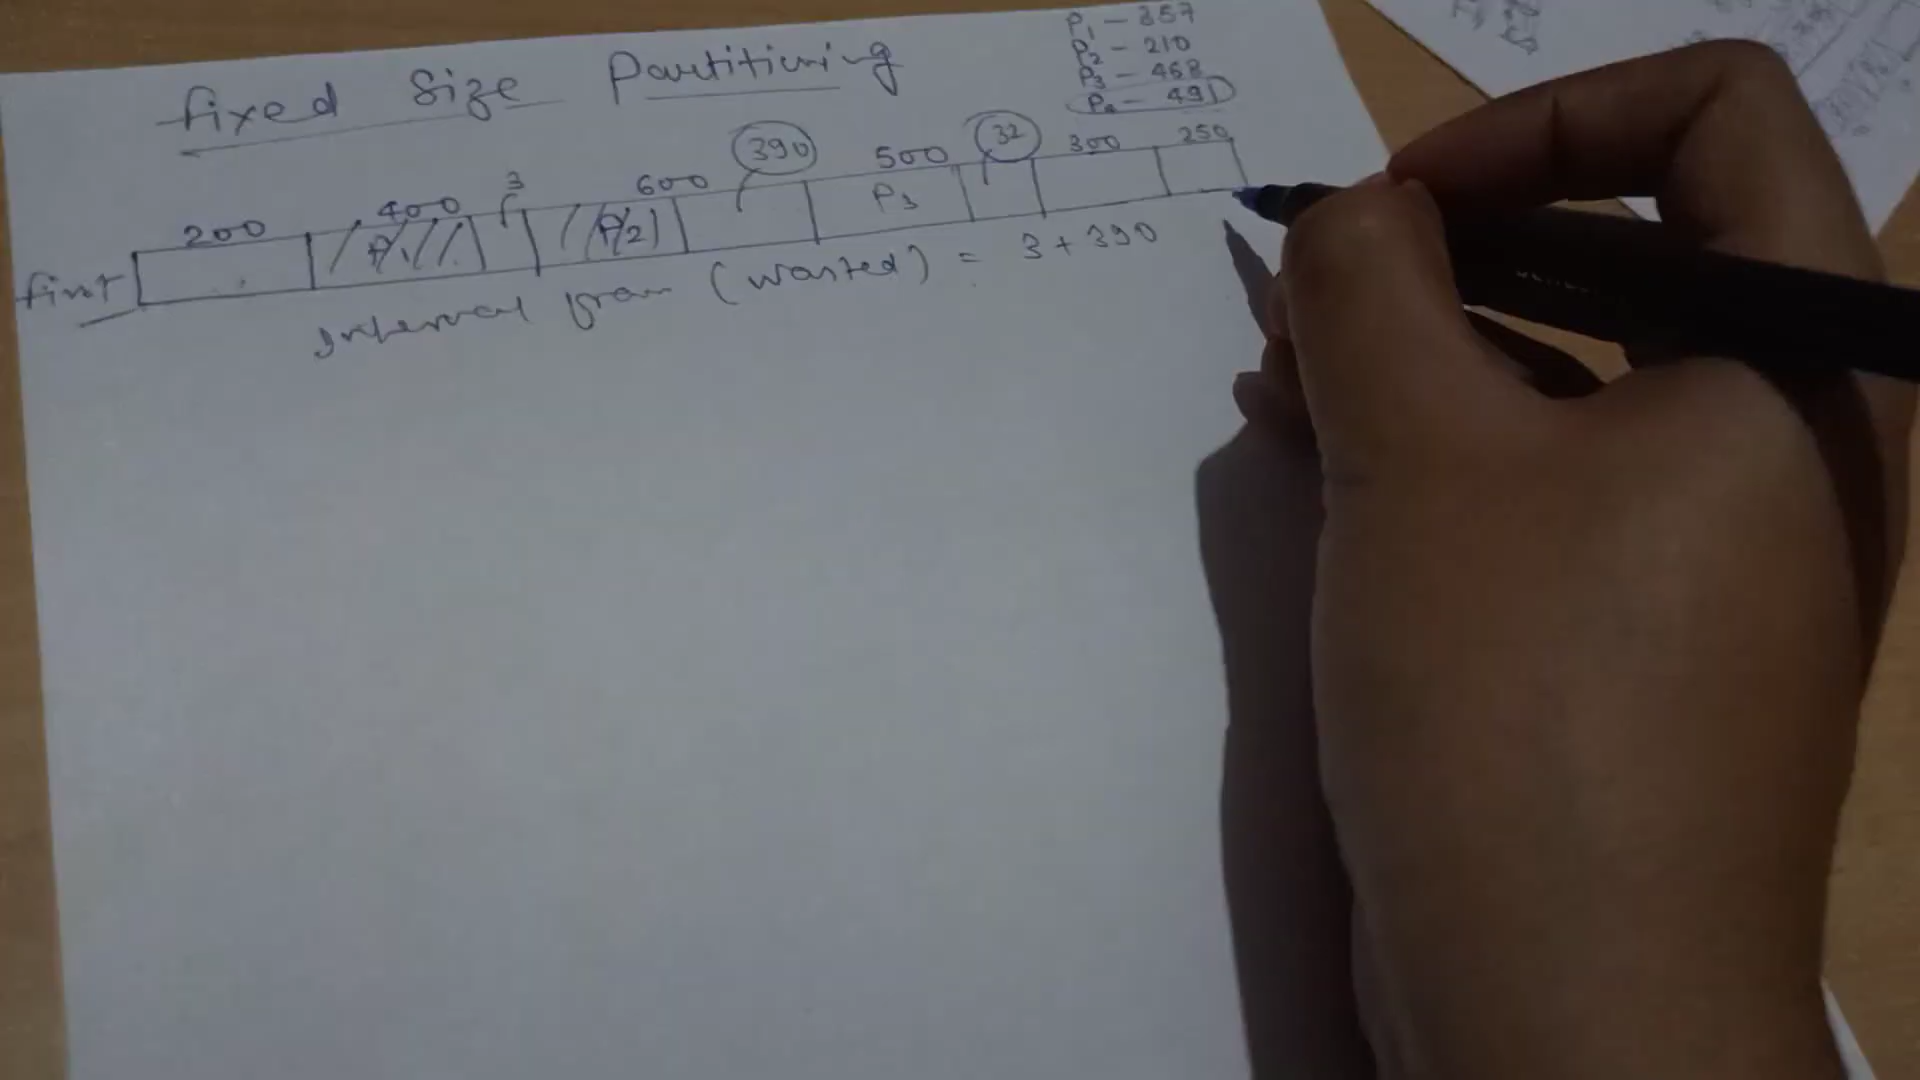 P1 - 357
P2 - 210
P3 - 468
P4 - 491
fixed Size Partitioning
200 400 3 600 390 500 32 300 250
first P1 P2 P3
Internal fram (wasted) = 3 + 390